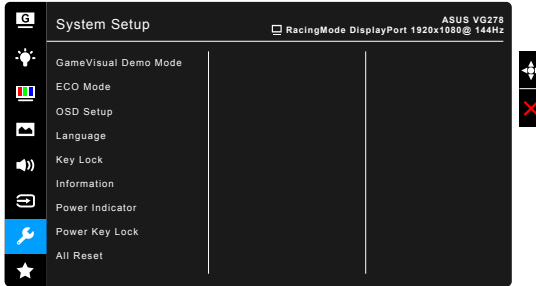 G
System Setup
ASUS VG278
RacingMode DisplayPort 1920x1080@ 144Hz
GameVisual Demo Mode
ECO Mode
OSD Setup
Language
Key Lock
Information
Power Indicator
Power Key Lock
All Reset